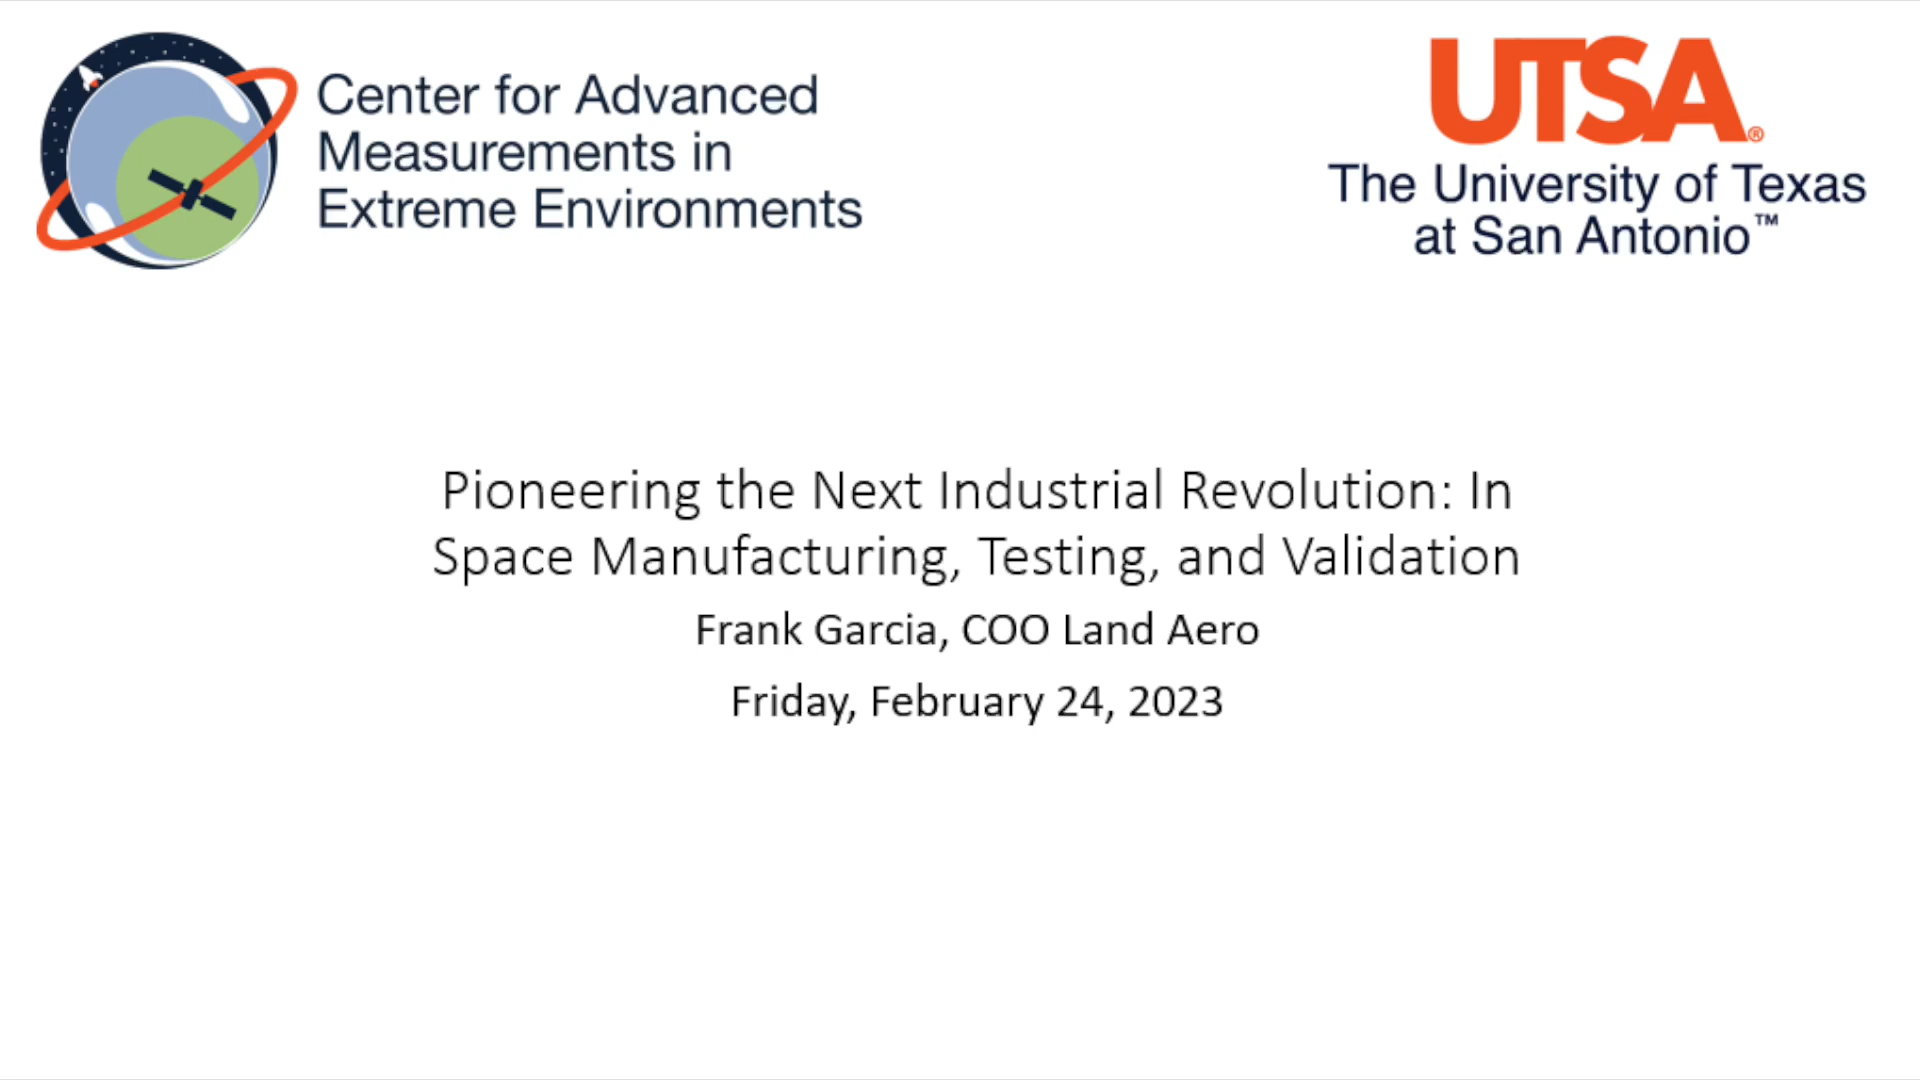 Center for Advanced
Measurements in
Extreme Environments
UTSA®
The University of Texas
at San Antonio™
Pioneering the Next Industrial Revolution: In
Space Manufacturing, Testing, and Validation
Frank Garcia, COO Land Aero
Friday, February 24, 2023